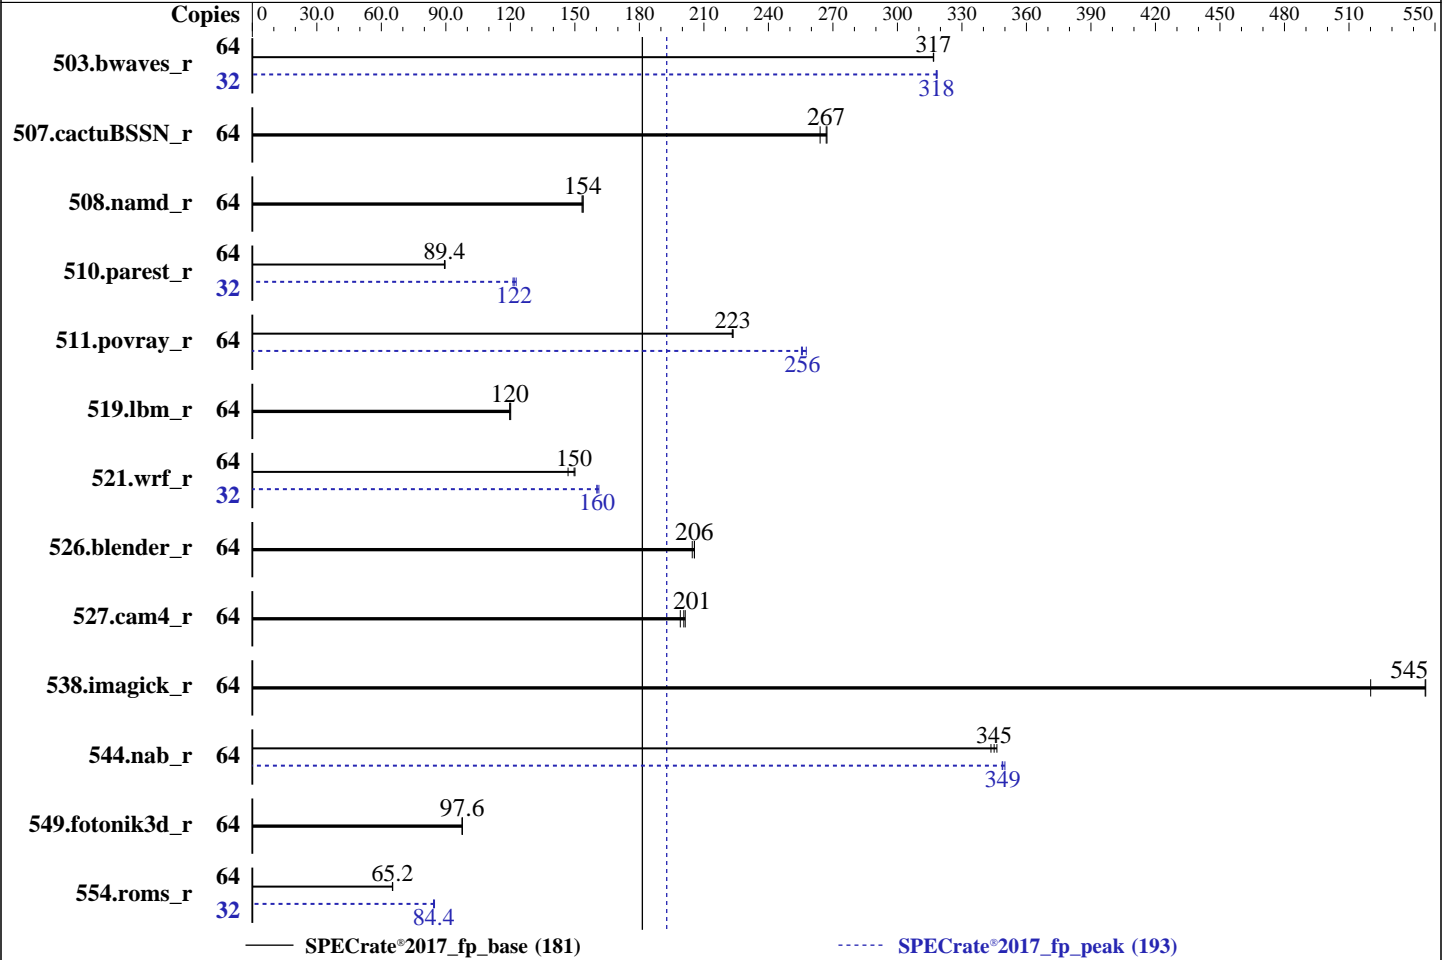 Copies 0 30.0 60.0 90.0 120 150 180 210 240 270 300 330 360 390 420 450 480 510 550
503.bwaves_r 64 317
32 318
507.cactuBSSN_r 64 267
508.namd_r 64 154
510.parest_r 64 89.4
32 122
511.povray_r 64 223
256
519.lbm_r 64 120
521.wrf_r 64 150
32 160
526.blender_r 64 206
527.cam4_r 64 201
538.imagick_r 64 545
544.nab_r 64 345
349
549.fotonik3d_r 64 97.6
554.roms_r 64 65.2
32 84.4
SPECrate®2017_fp_base (181) SPECrate®2017_fp_peak (193)